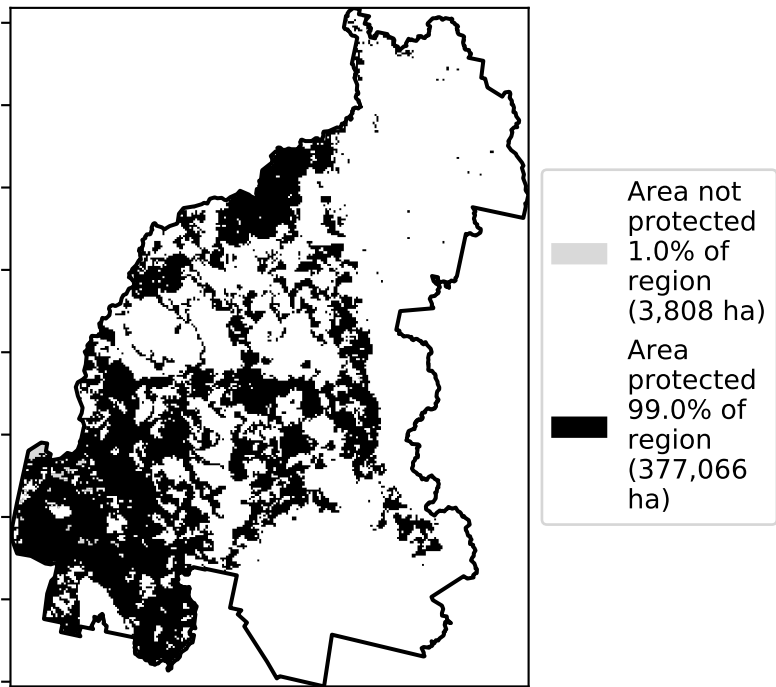 Area not
protected
1.0% of
region
(3,808 ha)
Area
protected
99.0% of
region
(377,066
ha)